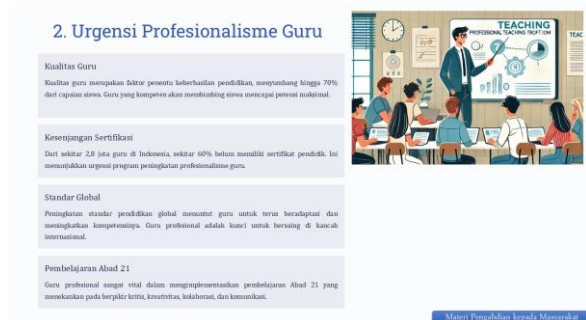 2. Urgensi Profesionalisme Guru
Kualitas Guru
Kualitas guru merupakan faktor penentu keberhasilan pendidikan, menyumbang hingga 70%
dari capaian siswa. Guru yang kompeten akan membimbing siswa mencapai potensi maksimal.
Kesenjangan Sertifikasi
Dari sekitar 2,8 juta guru di Indonesia, sekitar 60% belum memiliki sertifikat pendidik. Ini
menunjukkan urgensi program peningkatan profesionalisme guru.
Standar Global
Peningkatan standar pendidikan global menuntut guru untuk terus beradaptasi dan
meningkatkan kompetensinya. Guru profesional adalah kunci untuk bersaing di kancah
internasional.
Pembelajaran Abad 21
Guru profesional sangat vital dalam mengimplementasikan pembelajaran Abad 21 yang
menekankan pada berpikir kritis, kreativitas, kolaborasi, dan komunikasi.
TEACHING
PROFESSIONAL TEACHING
TEAC
Materi Pengabdian kepada Masyarakat